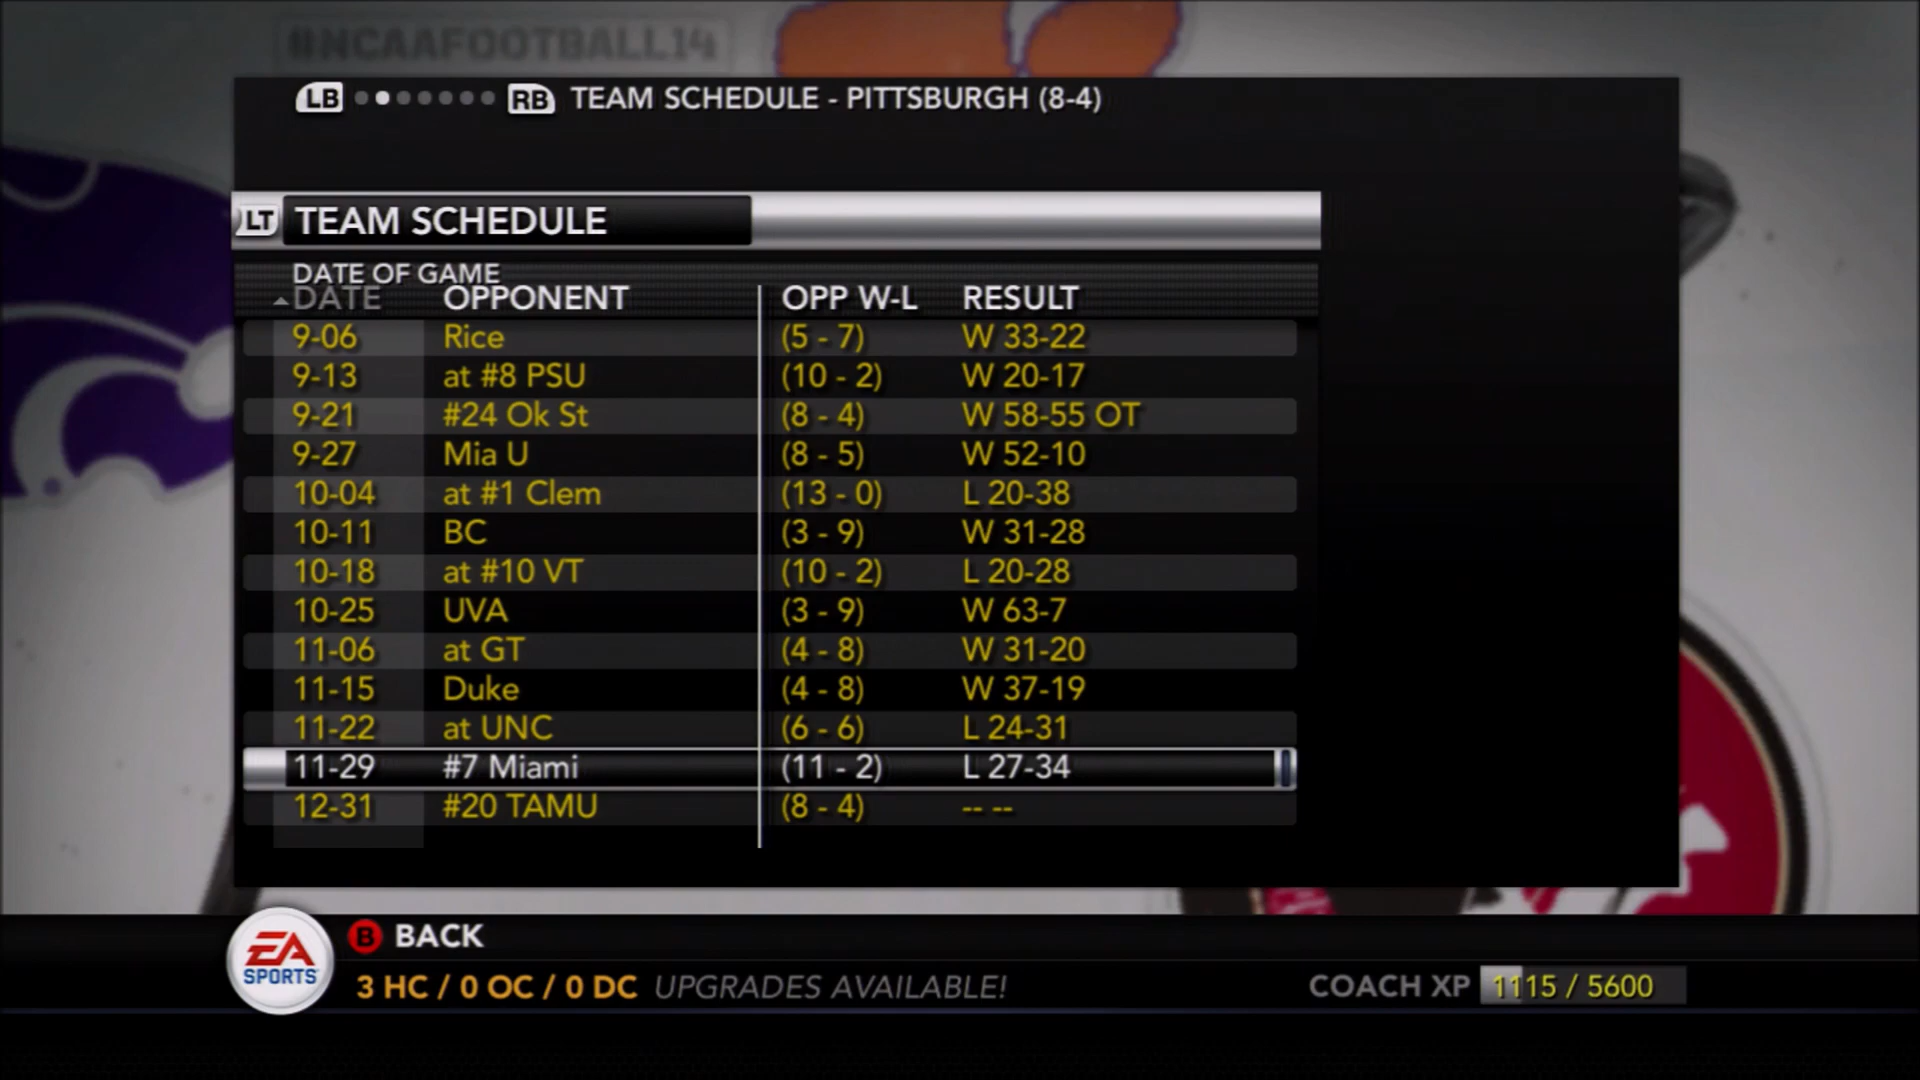 #NCAAFOOTBALL14
LB RB TEAM SCHEDULE - PITTSBURGH (8-4)
LT TEAM SCHEDULE
DATE OF GAME
DATE OPPONENT OPP W-L RESULT
9-06 Rice (5 - 7) W 33-22
9-13 at #8 PSU (10 - 2) W 20-17
9-21 #24 Ok St (8 - 4) W 58-55 OT
9-27 Mia U (8 - 5) W 52-10
10-04 at #1 Clem (13 - 0) L 20-38
10-11 BC (3 - 9) W 31-28
10-18 at #10 VT (10 - 2) L 20-28
10-25 UVA (3 - 9) W 63-7
11-06 at GT (4 - 8) W 31-20
11-15 Duke (4 - 8) W 37-19
11-22 at UNC (6 - 6) L 24-31
11-29 #7 Miami (11 - 2) L 27-34
12-31 #20 TAMU (8 - 4) -- --
EA SPORTS
B BACK
3 HC / 0 OC / 0 DC UPGRADES AVAILABLE! COACH XP 1115 / 5600